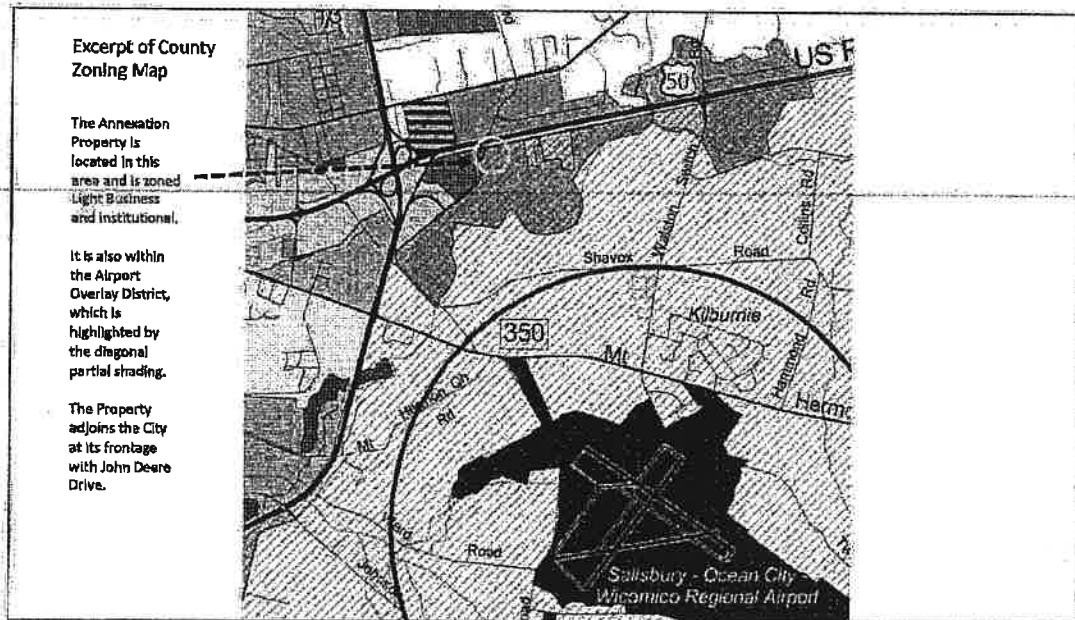 Excerpt of County
Zoning Map
The Annexation
Property is
located in this
area and is zoned
Light Business
and institutional.
It is also within
the Airport
Overlay District,
which is
highlighted by
the diagonal
partial shading.
The Property
adjoins the City
at its frontage
with John Deere
Drive.
US R
50
Walston Switch
Collins Rd
Shavox Road
Kilburnie
350
Mt
Hammond Rd
Hermo
Mt
Rd
Road
Salisbury - Ocean City -
Wicomico Regional Airport